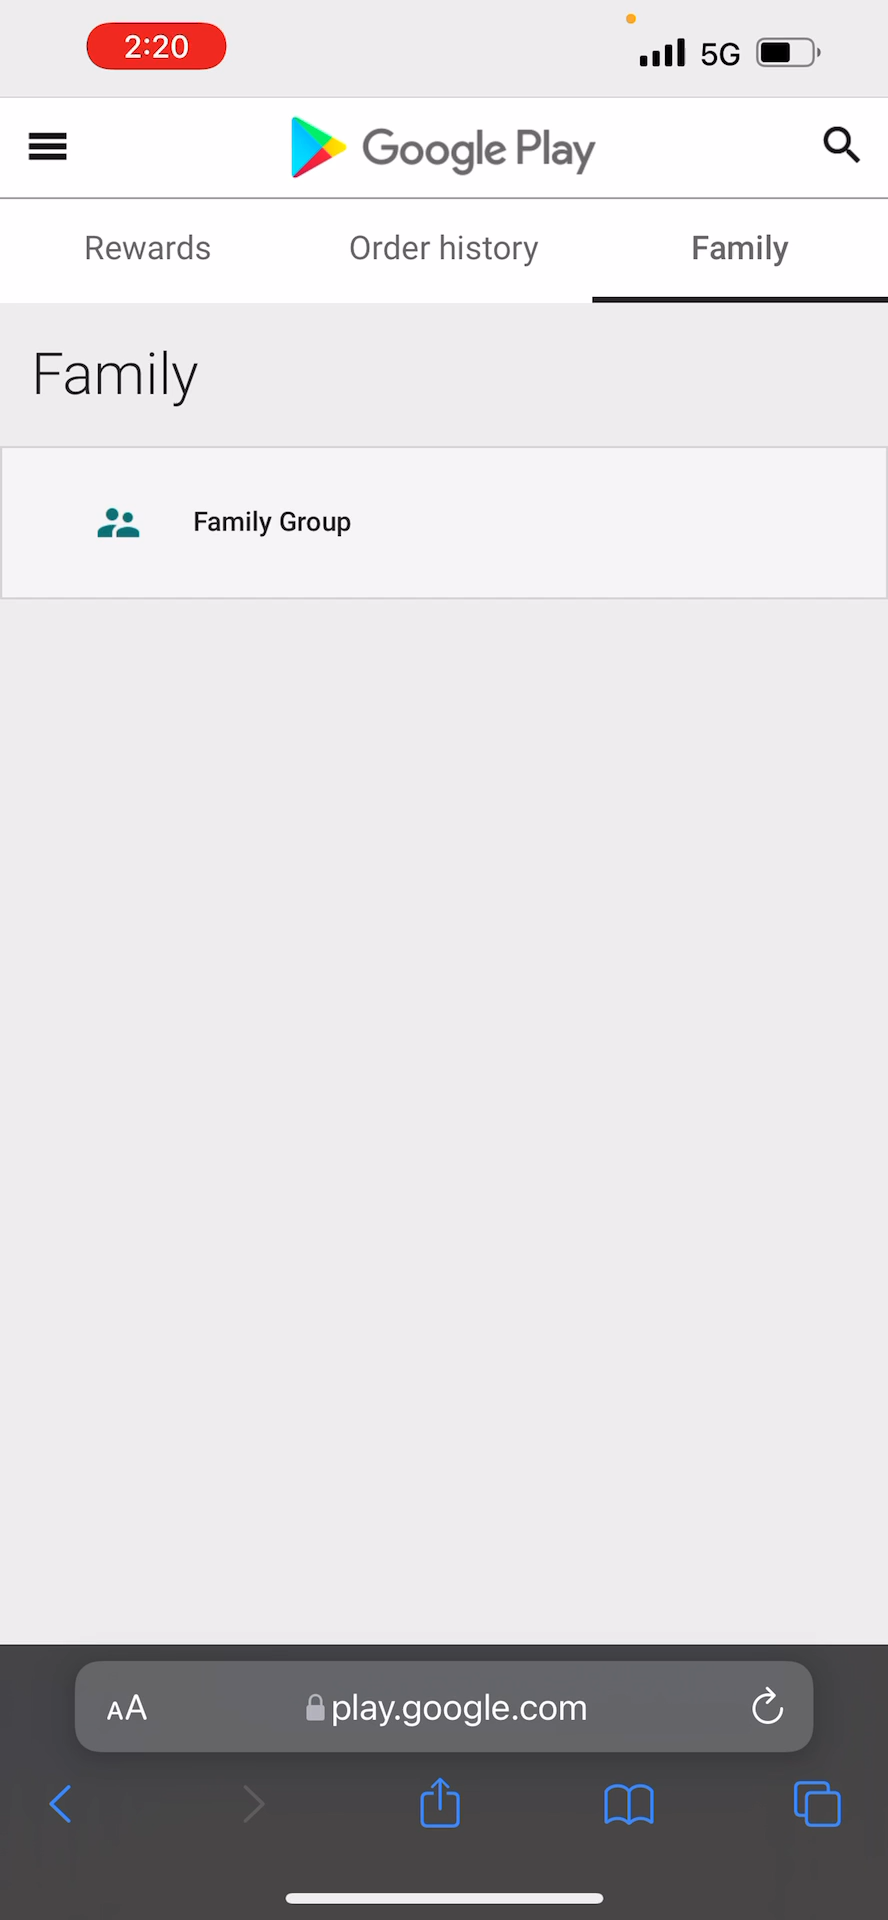 2:20
5G
Google Play
Rewards
Order history
Family
Family
Family Group
AA
play.google.com